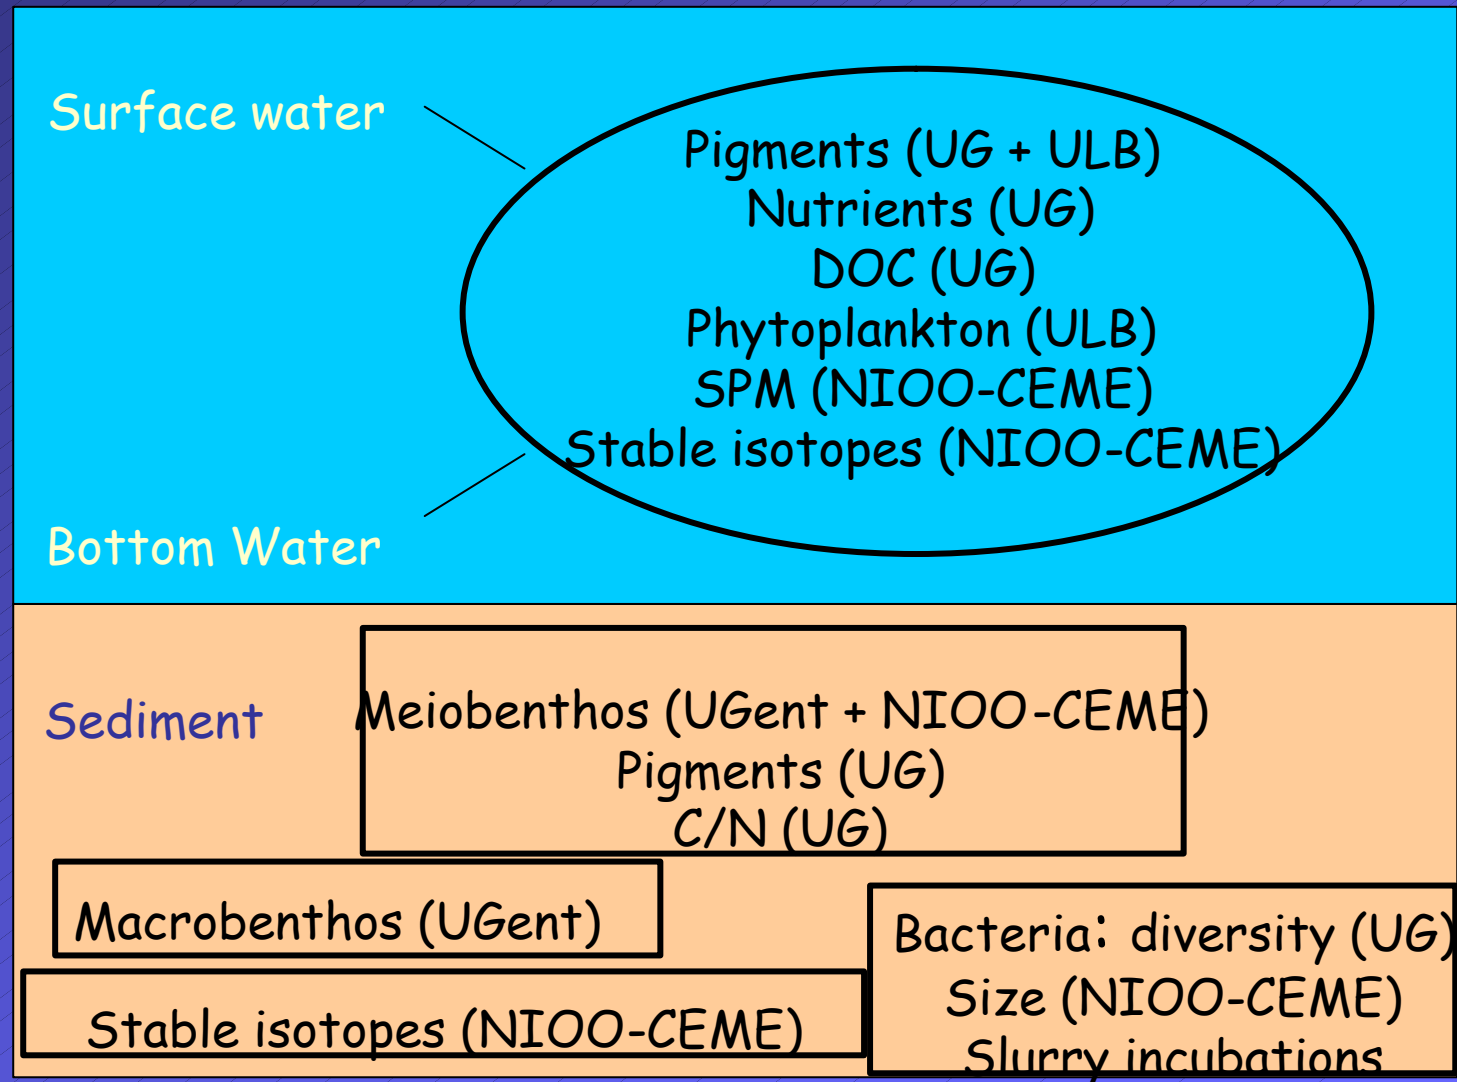 Surface water
Pigments (UG + ULB)
Nutrients (UG)
DOC (UG)
Phytoplankton (ULB)
SPM (NIOO-CEME)
Stable isotopes (NIOO-CEME)
Bottom Water
Sediment
Meiobenthos (UGent + NIOO-CEME)
Pigments (UG)
C/N (UG)
Macrobenthos (UGent)
Stable isotopes (NIOO-CEME)
Bacteria: diversity (UG)
Size (NIOO-CEME)
Slurry incubations